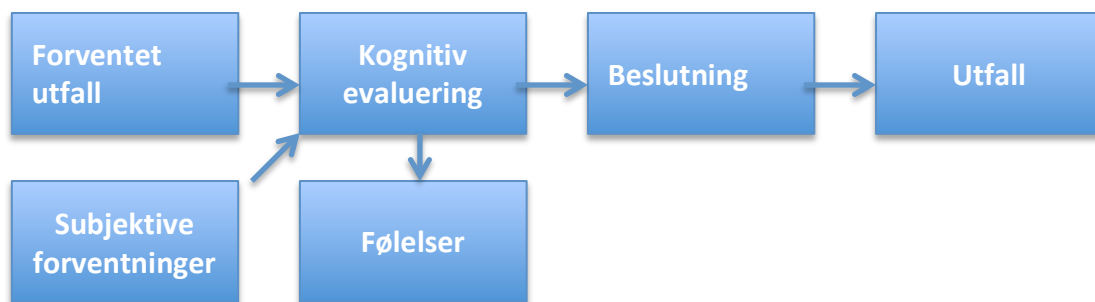 Forventet
utfall
Kognitiv
evaluering
Beslutning
Utfall
Subjektive
forventninger
Følelser